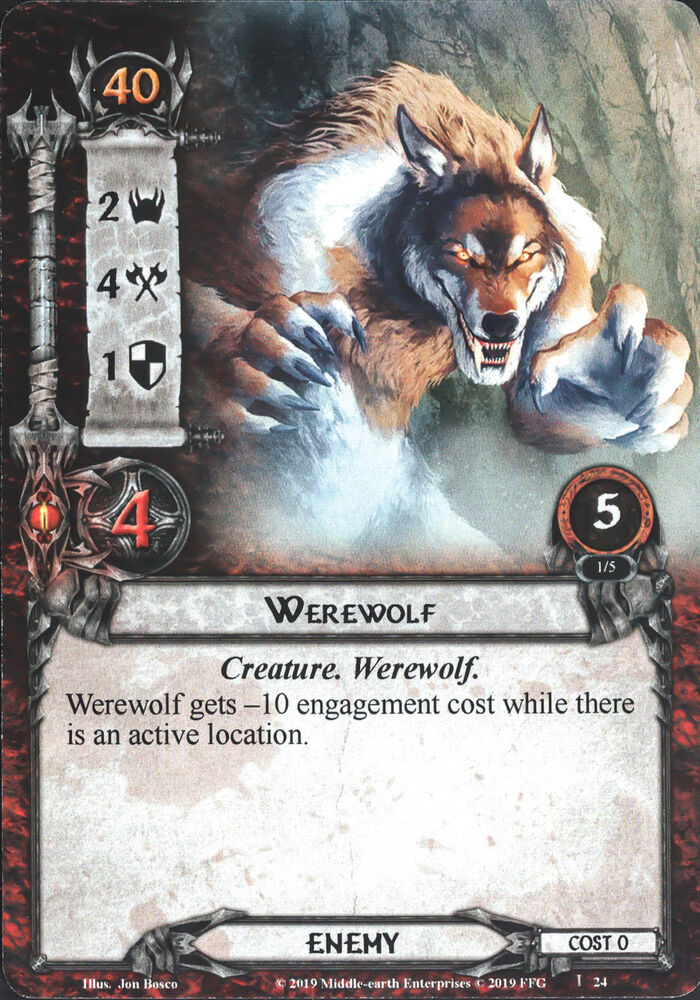 40
2
4
1
4
5
1/5
WEREWOLF
Creature. Werewolf.
Werewolf gets –10 engagement cost while there
is an active location.
ENEMY
COST 0
Illus. Jon Bosco
© 2019 Middle-earth Enterprises © 2019 FFG
24